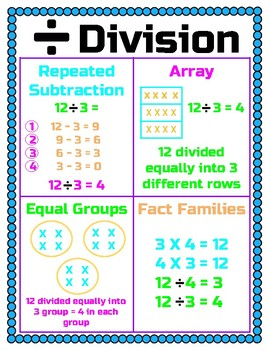 ÷ Division
Repeated
Subtraction
12÷3 =
1 12 - 3 = 9
2 9 - 3 = 6
3 6 - 3 = 3
4 3 - 3 = 0
12÷3 = 4
Array
X X X X
X X X X
X X X X
12÷3 = 4
12 divided
equally into 3
different rows
Equal Groups
X X
X X
X X
X X
X X
X X
12 divided equally into
3 group = 4 in each
group
Fact Families
3 X 4 = 12
4 X 3 = 12
12 ÷4 = 3
12 ÷3 = 4